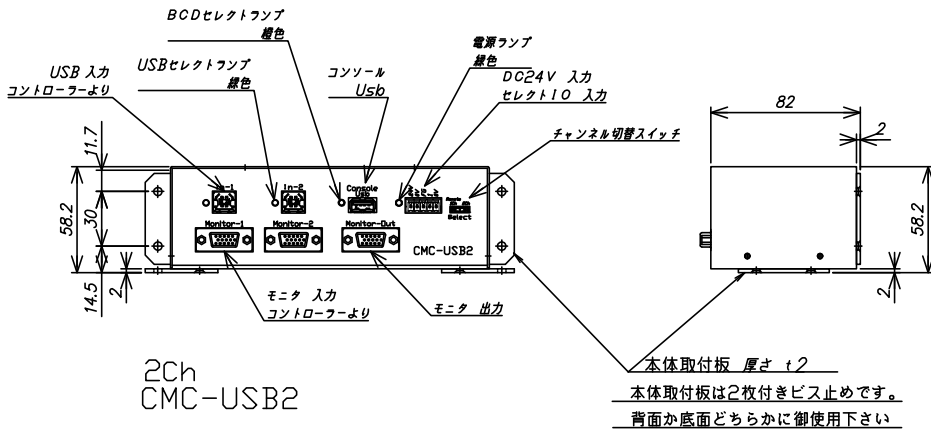 BCDセレクトランプ
橙色
USB 入力
コントローラーより
USBセレクトランプ
緑色
コンソール
Usb
電源ランプ
緑色
DC24V 入力
セレクトIO 入力
チャンネル切替スイッチ
82
2
11.7
58.2
30
14.5
2
58.2
2
In-2
Console
Usb
Select
Monitor-1
Monitor-2
Monitor-Out
CMC-USB2
モニタ 入力
コントローラーより
モニタ 出力
2Ch
CMC-USB2
本体取付板 厚さ t2
本体取付板は2枚付きビス止めです。
背面か底面どちらかに御使用下さい